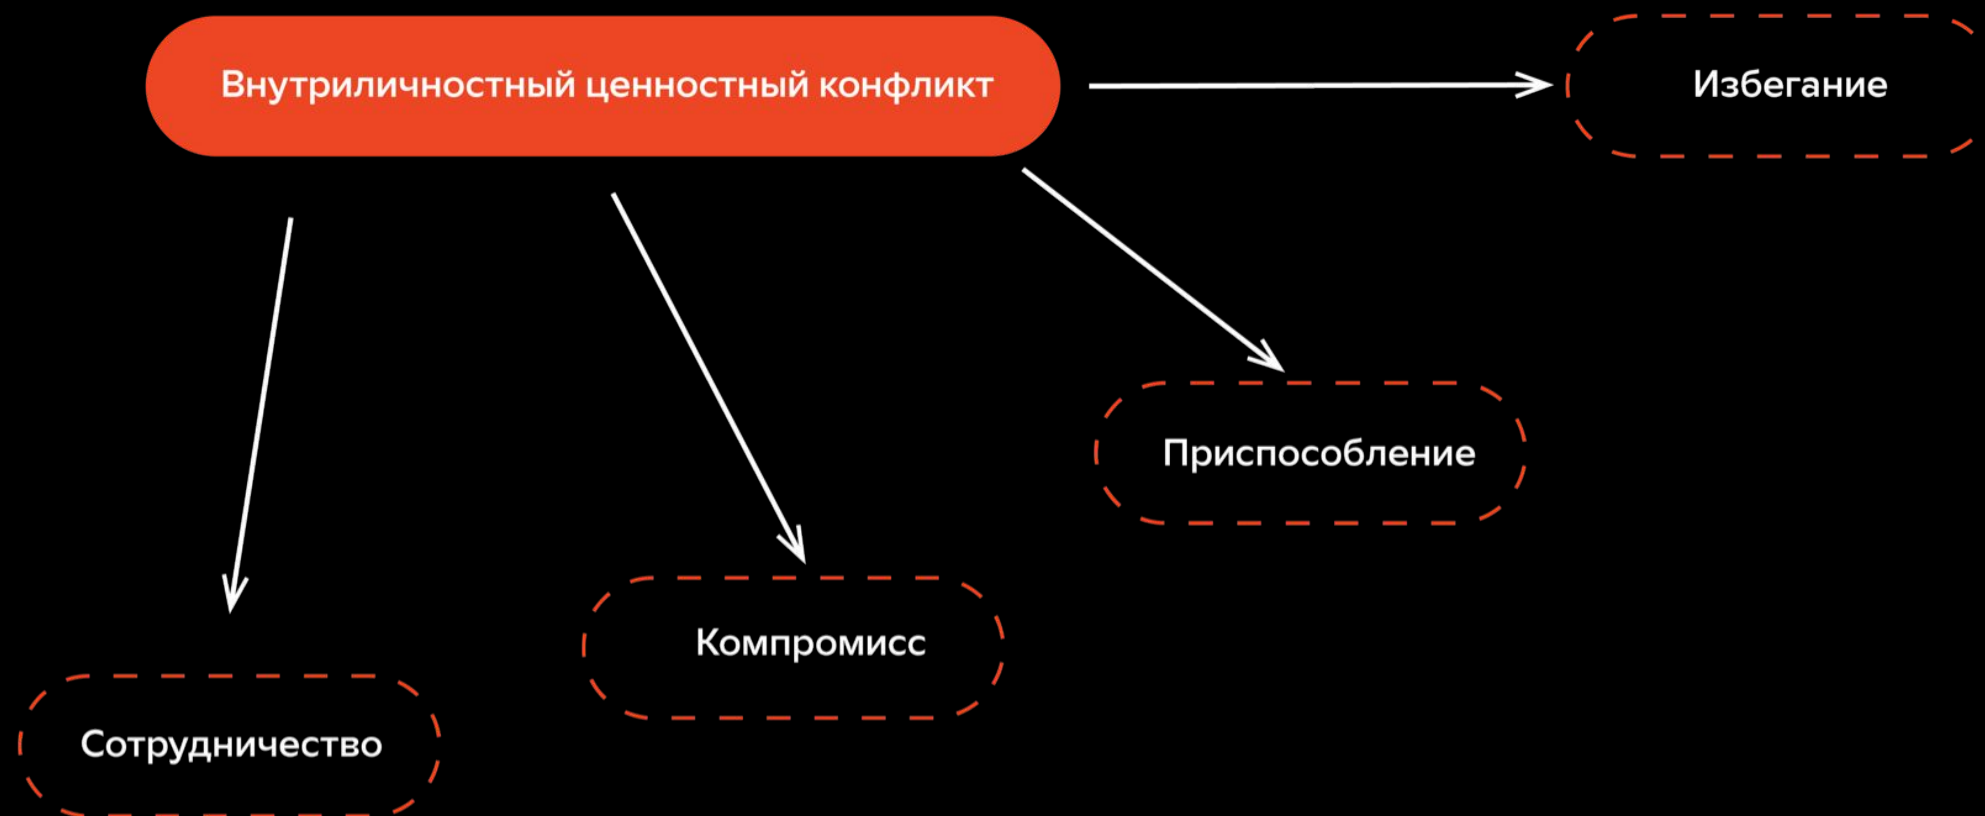 Внутриличностный ценностный конфликт
Избегание
Приспособление
Компромисс
Сотрудничество